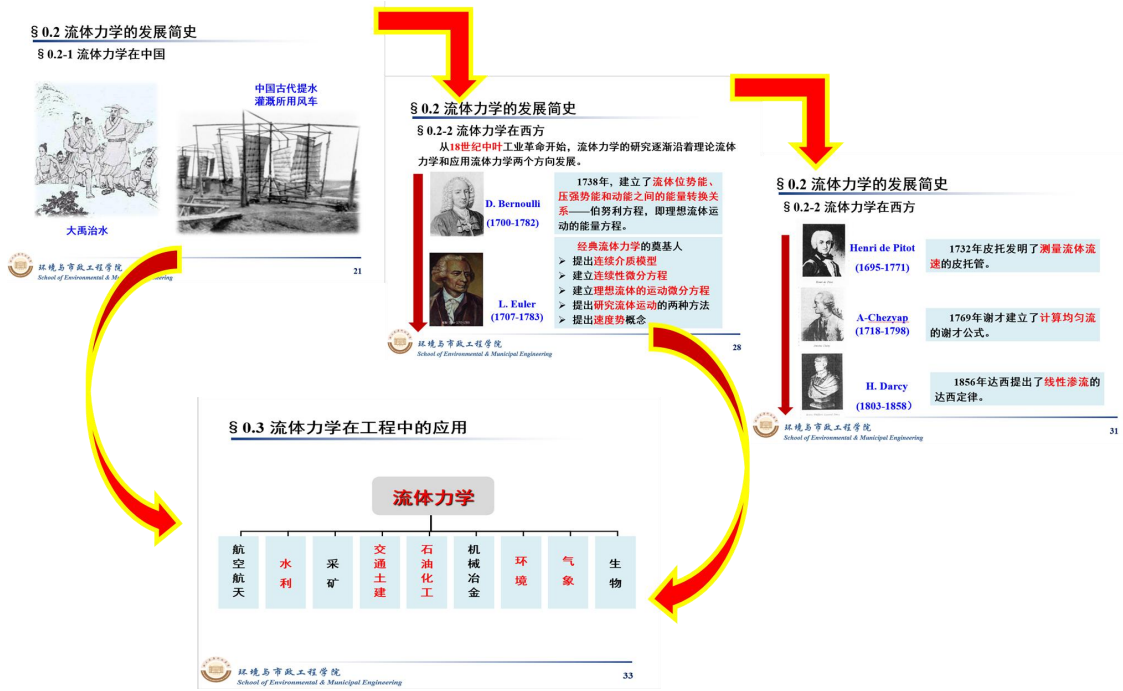 §0.2 流体力学的发展简史
§0.2-1 流体力学在中国
中国古代提水
灌溉所用风车
大禹治水
环境与市政工程学院
School of Environmental & Municipal Engineering
21
§0.2 流体力学的发展简史
§0.2-2 流体力学在西方
从18世纪中叶工业革命开始，流体力学的研究逐渐沿着理论流体
力学和应用流体力学两个方向发展。
D. Bernoulli
(1700-1782)
1738年，建立了流体位势能、
压强势能和动能之间的能量转换关
系——伯努利方程，即理想流体运
动的能量方程。
L. Euler
(1707-1783)
经典流体力学的奠基人
➢ 提出连续介质模型
➢ 建立连续性微分方程
➢ 建立理想流体的运动微分方程
➢ 提出研究流体运动的两种方法
➢ 提出速度势概念
环境与市政工程学院
School of Environmental & Municipal Engineering
28
§0.2 流体力学的发展简史
§0.2-2 流体力学在西方
Henri de Pitot
(1695-1771)
1732年皮托发明了测量流体流
速的皮托管。
A-Chezyap
(1718-1798)
1769年谢才建立了计算均匀流
的谢才公式。
H. Darcy
(1803-1858）
1856年达西提出了线性渗流的
达西定律。
环境与市政工程学院
School of Environmental & Municipal Engineering
31
§0.3 流体力学在工程中的应用
流体力学
航空航天
水利
采矿
交通土建
石油化工
机械冶金
环境
气象
生物
环境与市政工程学院
School of Environmental & Municipal Engineering
33